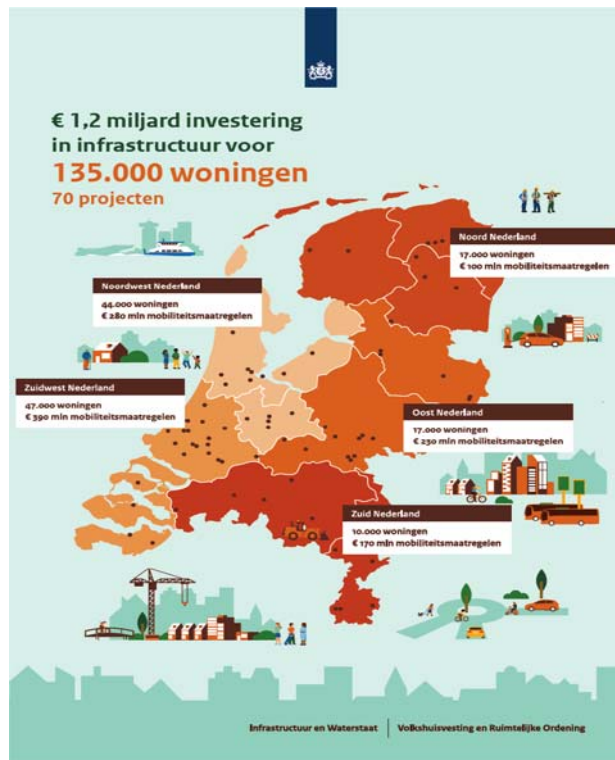 € 1,2 miljard investering
in infrastructuur voor
135.000 woningen
70 projecten
Noord Nederland
17.000 woningen
€ 100 mln mobiliteitsmaatregelen
Noordwest Nederland
44.000 woningen
€ 280 mln mobiliteitsmaatregelen
Zuidwest Nederland
47.000 woningen
€ 390 mln mobiliteitsmaatregelen
Oost Nederland
17.000 woningen
€ 230 mln mobiliteitsmaatregelen
Zuid Nederland
10.000 woningen
€ 170 mln mobiliteitsmaatregelen
Infrastructuur en Waterstaat | Volkshuisvesting en Ruimtelijke Ordening